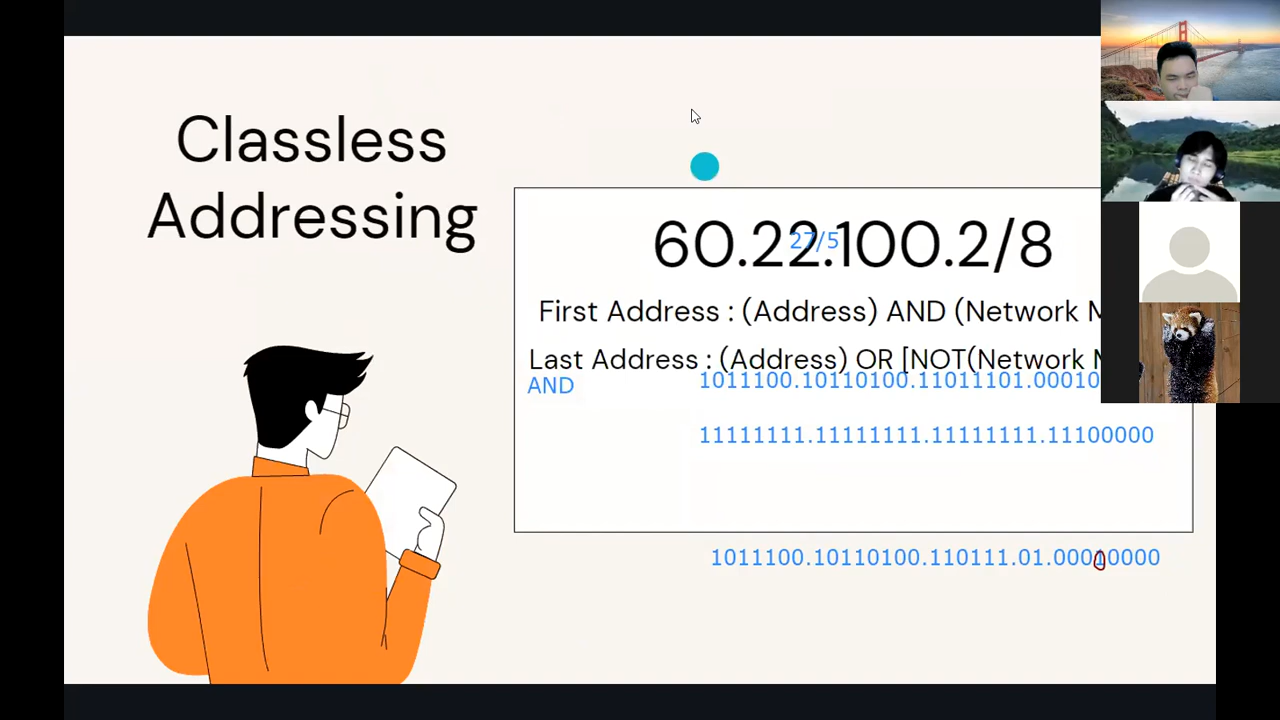 Classless
Addressing
60.22.100.2/8
27/5
First Address : (Address) AND (Network M
Last Address : (Address) OR [NOT(Network M
AND
1011100.10110100.11011101.00010
11111111.11111111.11111111.11100000
1011100.10110100.110111.01.00010000